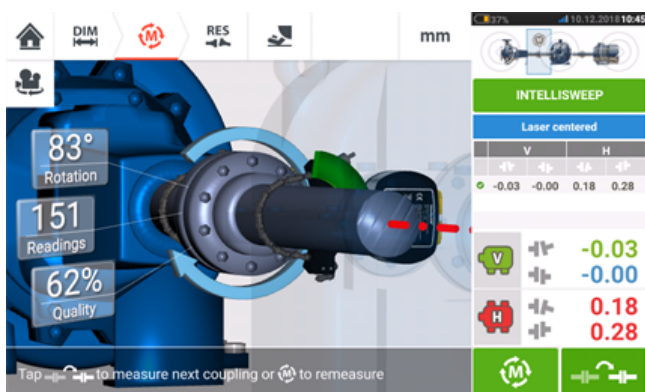 DIM
M
RES
mm
37%
10.12.2018 10:45
INTELLISWEEP
Laser centered
V H
-0.03 -0.00 0.18 0.28
83°
Rotation
151
Readings
62%
Quality
V
-0.03
-0.00
H
0.18
0.28
M
Tap to measure next coupling or M to remeasure